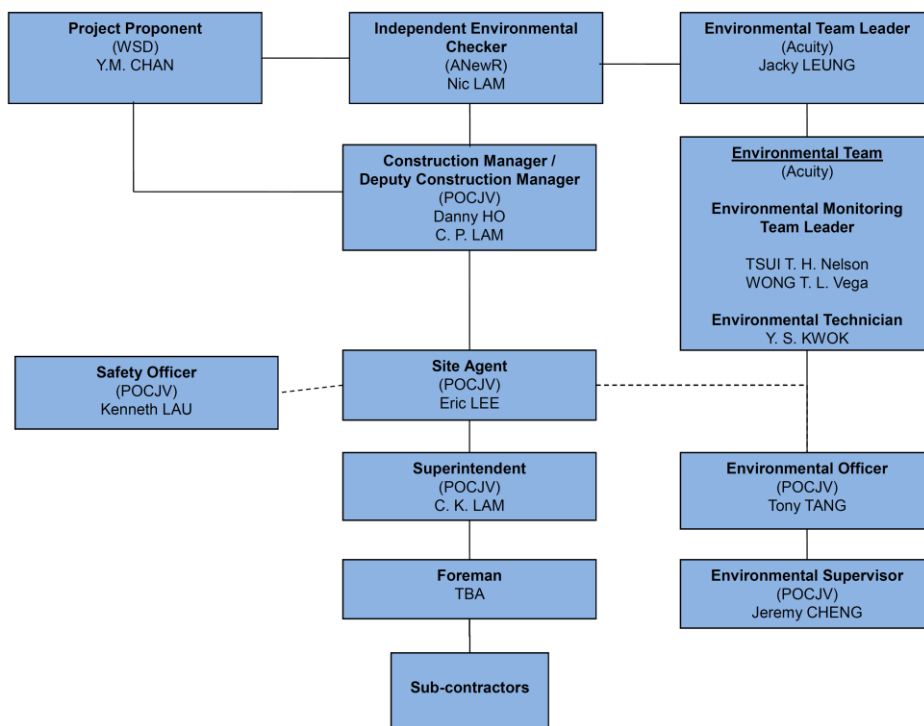 Project Proponent
(WSD)
Y.M. CHAN
Independent Environmental
Checker
(ANewR)
Nic LAM
Environmental Team Leader
(Acuity)
Jacky LEUNG
Construction Manager /
Deputy Construction Manager
(POCJV)
Danny HO
C. P. LAM
Environmental Team
(Acuity)
Environmental Monitoring
Team Leader
TSUI T. H. Nelson
WONG T. L. Vega
Environmental Technician
Y. S. KWOK
Safety Officer
(POCJV)
Kenneth LAU
Site Agent
(POCJV)
Eric LEE
Superintendent
(POCJV)
C. K. LAM
Environmental Officer
(POCJV)
Tony TANG
Foreman
TBA
Environmental Supervisor
(POCJV)
Jeremy CHENG
Sub-contractors